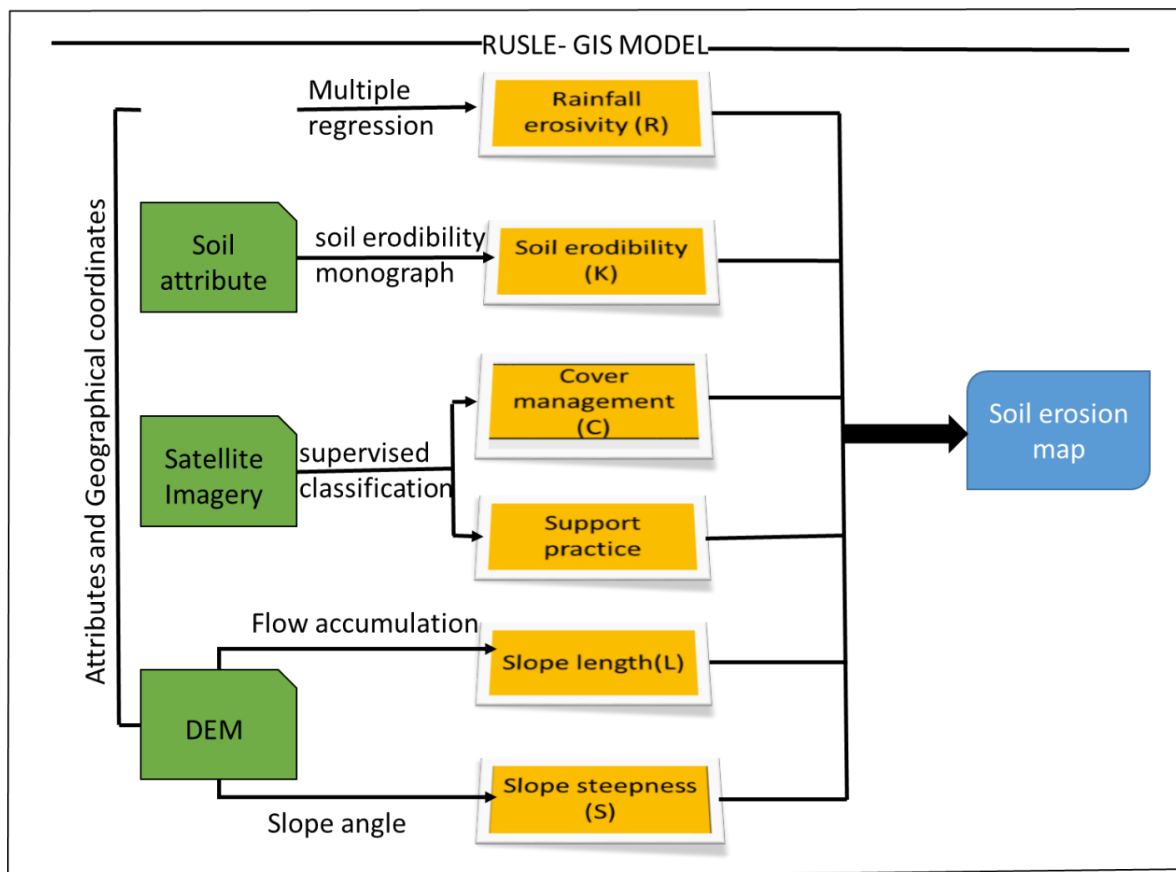 RUSLE- GIS MODEL
Attributes and Geographical coordinates
Multiple
regression
Rainfall
erosivity (R)
Soil
attribute
soil erodibility
monograph
Soil erodibility
(K)
Satellite
Imagery
supervised
classification
Cover
management
(C)
Support
practice
Soil erosion
map
DEM
Flow accumulation
Slope length(L)
Slope angle
Slope steepness
(S)